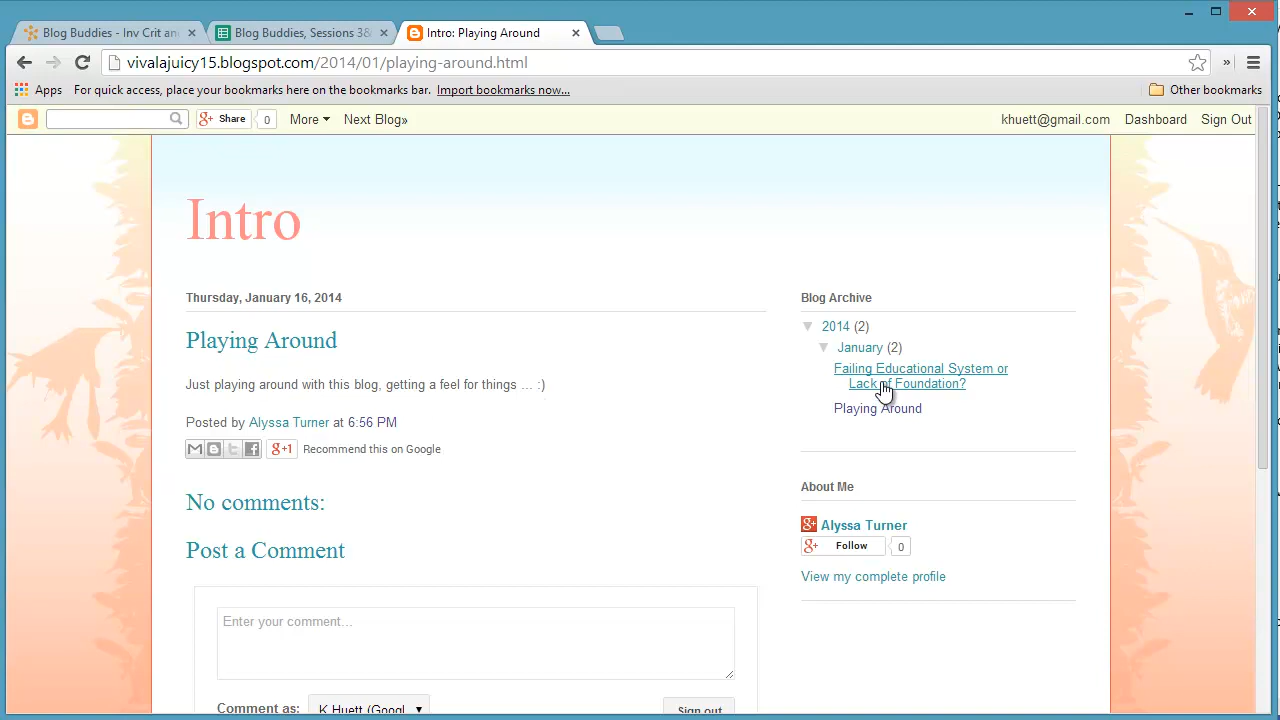 Blog Buddies - Inv Crit an
Blog Buddies, Sessions 3&
Intro: Playing Around
vivalajuicy15.blogspot.com/2014/01/playing-around.html
Apps
For quick access, place your bookmarks here on the bookmarks bar. Import bookmarks now...
Other bookmarks
Share
0
More
Next Blog»
khuett@gmail.com
Dashboard
Sign Out
Intro
Thursday, January 16, 2014
Playing Around
Just playing around with this blog, getting a feel for things ... :)
Posted by Alyssa Turner at 6:56 PM
g+1 Recommend this on Google
No comments:
Post a Comment
Enter your comment...
Comment as: K Huett (Googl
Sign out
Blog Archive
▼ 2014 (2)
▼ January (2)
Failing Educational System or
Lack of Foundation?
Playing Around
About Me
g+ Alyssa Turner
g+ Follow 0
View my complete profile